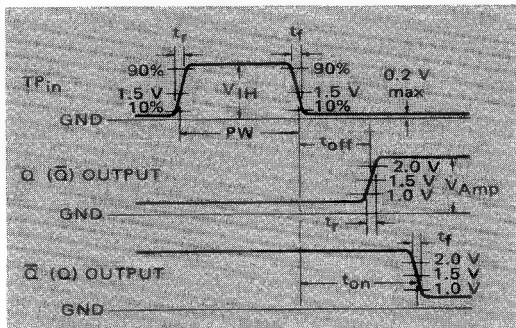 tr tf
90% 90% 0.2 V
TPin 1.5 V VIH 1.5 V max
10% 10%
GND
PW
toff
2.0 V
Q (Q̅) OUTPUT 1.5 V VAmp
1.0 V
GND
tr
tf
2.0 V
Q̅ (Q) OUTPUT ton 1.5 V
1.0 V
GND